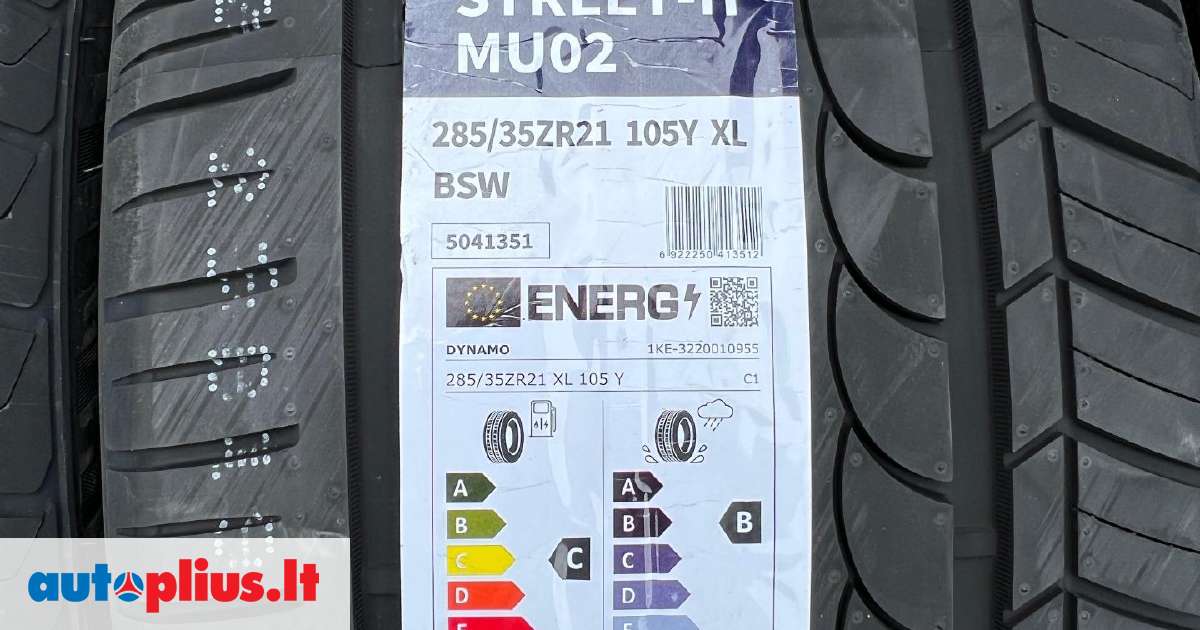 STREET-H
MU02
285/35ZR21 105Y XL
BSW
5041351
6 922250 413512
ENERG
DYNAMO
1KE-3220010955
285/35ZR21 XL 105 Y
C1
A
B
C
D
E
C
A
B
C
D
E
B
autoplius.lt